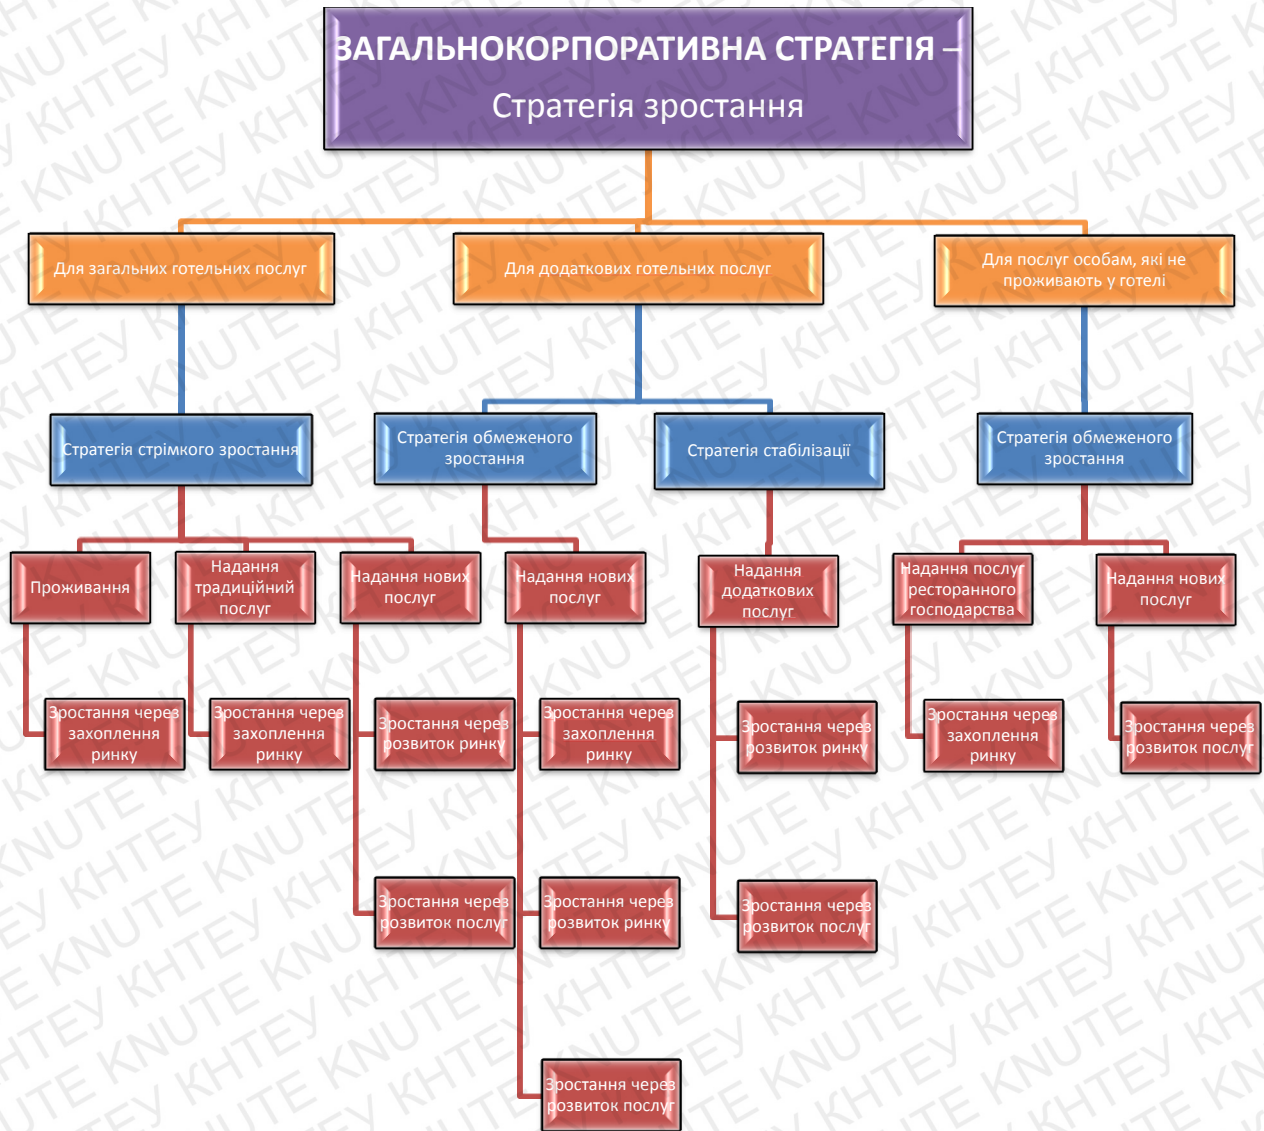 ЗАГАЛЬНОКОРПОРАТИВНА СТРАТЕГІЯ –
Стратегія зростання
Для загальних готельних послуг
Для додаткових готельних послуг
Для послуг особам, які не
проживають у готелі
Стратегія стрімкого зростання
Стратегія обмеженого
зростання
Стратегія стабілізації
Стратегія обмеженого
зростання
Проживання
Надання
традиційний
послуг
Надання нових
послуг
Надання нових
послуг
Надання
додаткових
послуг
Надання послуг
ресторанного
господарства
Надання нових
послуг
Зростання через
захоплення
ринку
Зростання через
захоплення
ринку
Зростання через
розвиток ринку
Зростання через
захоплення
ринку
Зростання через
розвиток ринку
Зростання через
захоплення
ринку
Зростання через
розвиток послуг
Зростання через
розвиток послуг
Зростання через
розвиток ринку
Зростання через
розвиток послуг
Зростання через
розвиток послуг
КНТЕУ KNUTE